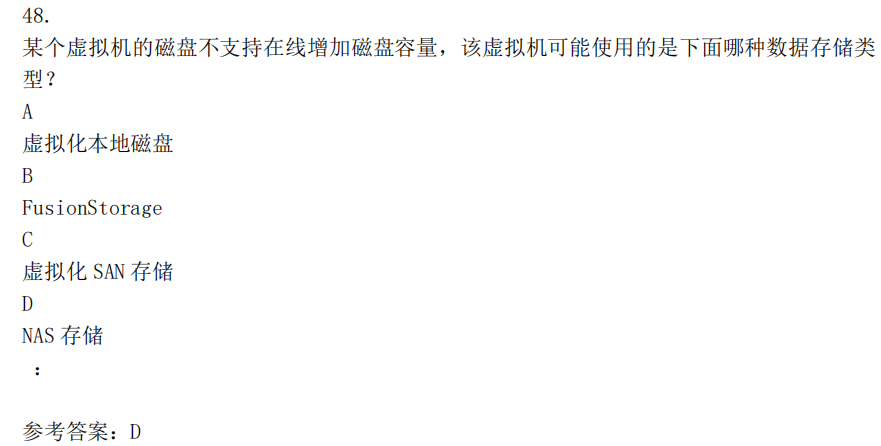 48.
某个虚拟机的磁盘不支持在线增加磁盘容量，该虚拟机可能使用的是下面哪种数据存储类
型？
A
虚拟化本地磁盘
B
FusionStorage
C
虚拟化 SAN 存储
D
NAS 存储
：
参考答案：D